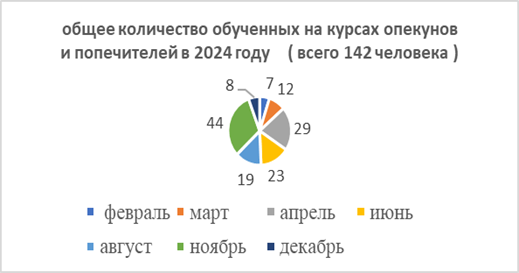 общее количество обученных на курсах опекунов
и попечителей в 2024 году ( всего 142 человека )
8
7
12
44
29
19
23
февраль
март
апрель
июнь
август
ноябрь
декабрь